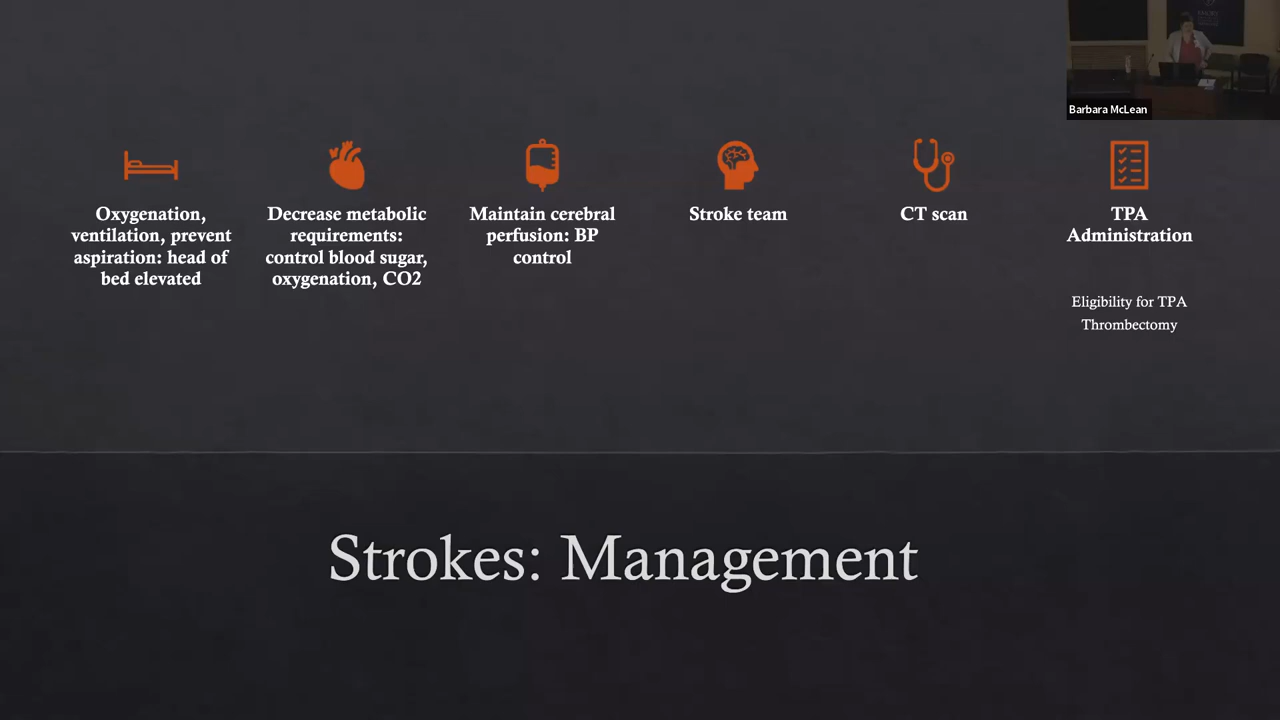 Barbara McLean
Oxygenation,
ventilation, prevent
aspiration: head of
bed elevated
Decrease metabolic
requirements:
control blood sugar,
oxygenation, CO2
Maintain cerebral
perfusion: BP
control
Stroke team
CT scan
TPA
Administration
Eligibility for TPA
Thrombectomy
Strokes: Management